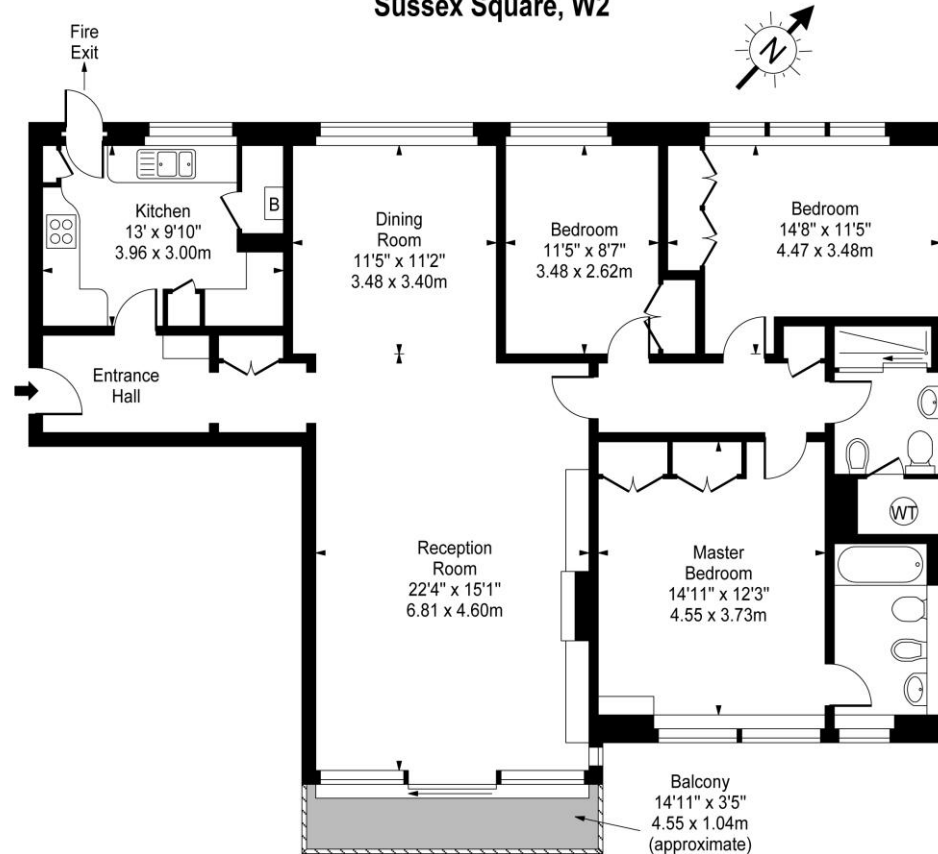 Sussex Square, W2
Fire
Exit
N
Kitchen
13' x 9'10"
3.96 x 3.00m
B
Dining
Room
11'5" x 11'2"
3.48 x 3.40m
Bedroom
11'5" x 8'7"
3.48 x 2.62m
Bedroom
14'8" x 11'5"
4.47 x 3.48m
Entrance
Hall
WT
Reception
Room
22'4" x 15'1"
6.81 x 4.60m
Master
Bedroom
14'11" x 12'3"
4.55 x 3.73m
Balcony
14'11" x 3'5"
4.55 x 1.04m
(approximate)